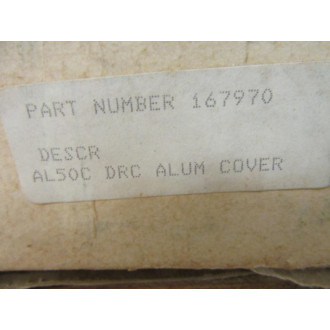 PART NUMBER 167970
DESCR
AL50C DRC ALUM COVER